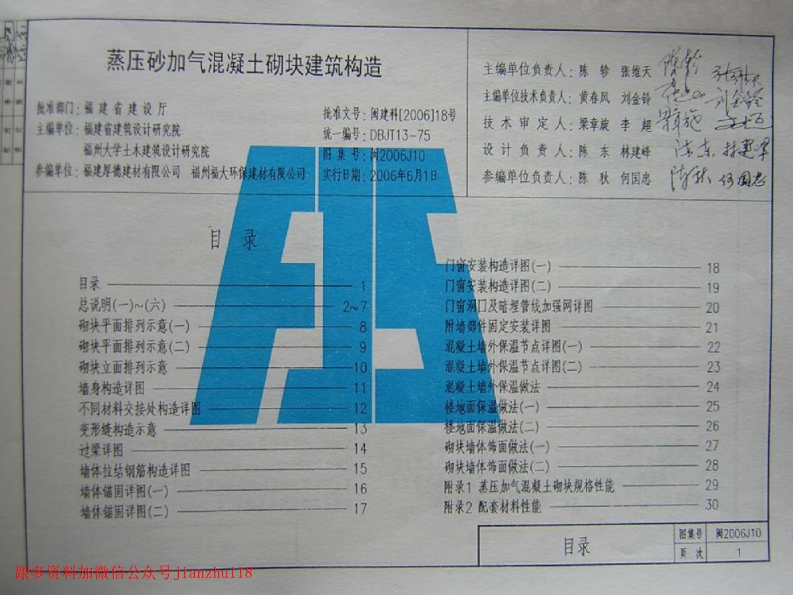 蒸压砂加气混凝土砌块建筑构造
批准部门：福建省建设厅
批准文号：闽建科[2006]18号
主编单位：福建省建筑设计研究院
统一编号：DBJT13-75
福州大学土木建筑设计研究院
图集号：闽2006J10
参编单位：福建厚德建材有限公司 福州福大环保建材有限公司
实行日期：2006年6月1日
主编单位负责人：陈轸 张维天
主编单位技术负责人：黄春风 刘金铃
技术审定人：梁章旋 李超
设计负责人：陈东 林建峰
参编单位负责人：陈秋 何国忠
目录
目录 1
总说明(一)~(六) 2~7
砌块平面排列示意(一) 8
砌块平面排列示意(二) 9
砌块立面排列示意 10
墙身构造详图 11
不同材料交接处构造详图 12
变形缝构造示意 13
过梁详图 14
墙体拉结钢筋构造详图 15
墙体锚固详图(一) 16
墙体锚固详图(二) 17
门窗安装构造详图(一) 18
门窗安装构造详图(二) 19
门窗洞口及暗埋管线加强网详图 20
附墙部件固定安装详图 21
混凝土墙外保温节点详图(一) 22
混凝土墙外保温节点详图(二) 23
混凝土墙外保温做法 24
楼地面保温做法(一) 25
楼地面保温做法(二) 26
砌块墙体饰面做法(一) 27
砌块墙体饰面做法(二) 28
附录1 蒸压加气混凝土砌块规格性能 29
附录2 配套材料性能 30
目录
图集号 闽2006J10
页次 1
跟多资料加微信公众号jianzhu118